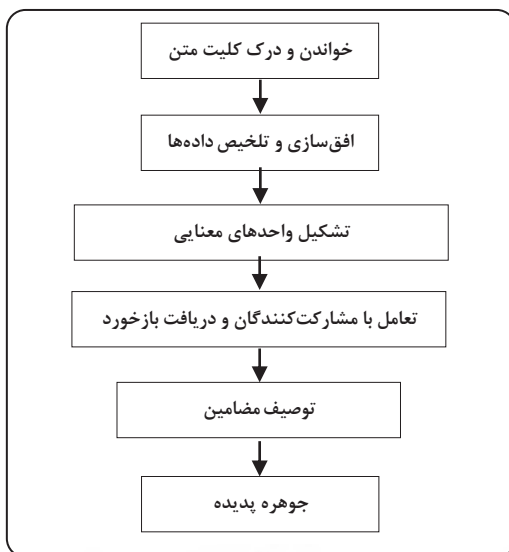 خواندن و درک کلیت متن
افق‌سازی و تلخیص داده‌ها
تشکیل واحدهای معنایی
تعامل با مشارکت‌کنندگان و دریافت بازخورد
توصیف مضامین
جوهره پدیده